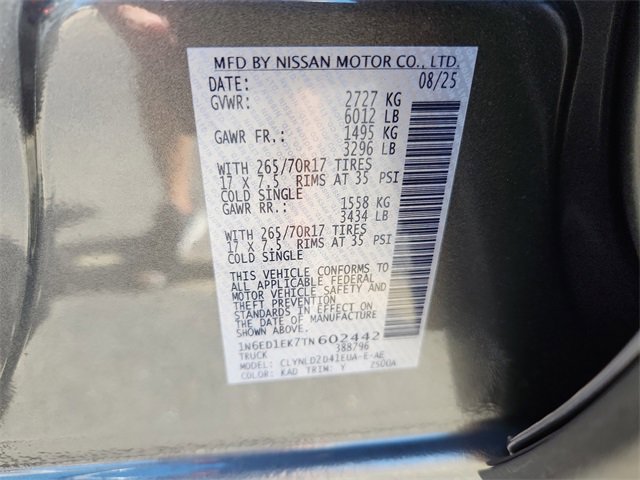 MFD BY NISSAN MOTOR CO., LTD.
DATE: 08/25
GVWR: 2727 KG
6012 LB
GAWR FR.: 1495 KG
3296 LB
WITH 265/70R17 TIRES
17 X 7.5 RIMS AT 35 PSI
COLD SINGLE
GAWR RR.: 1558 KG
3434 LB
WITH 265/70R17 TIRES
17 X 7.5 RIMS AT 35 PSI
COLD SINGLE
THIS VEHICLE CONFORMS TO
ALL APPLICABLE FEDERAL
MOTOR VEHICLE SAFETY AND
THEFT PREVENTION
STANDARDS IN EFFECT ON
SHOWN ABOVE.
1N6ED1EK7TN602442
TRUCK 388796
MODEL: CLYNLD2D41EUA-E-AE
COLOR: KAD TRIM: Y 2500A